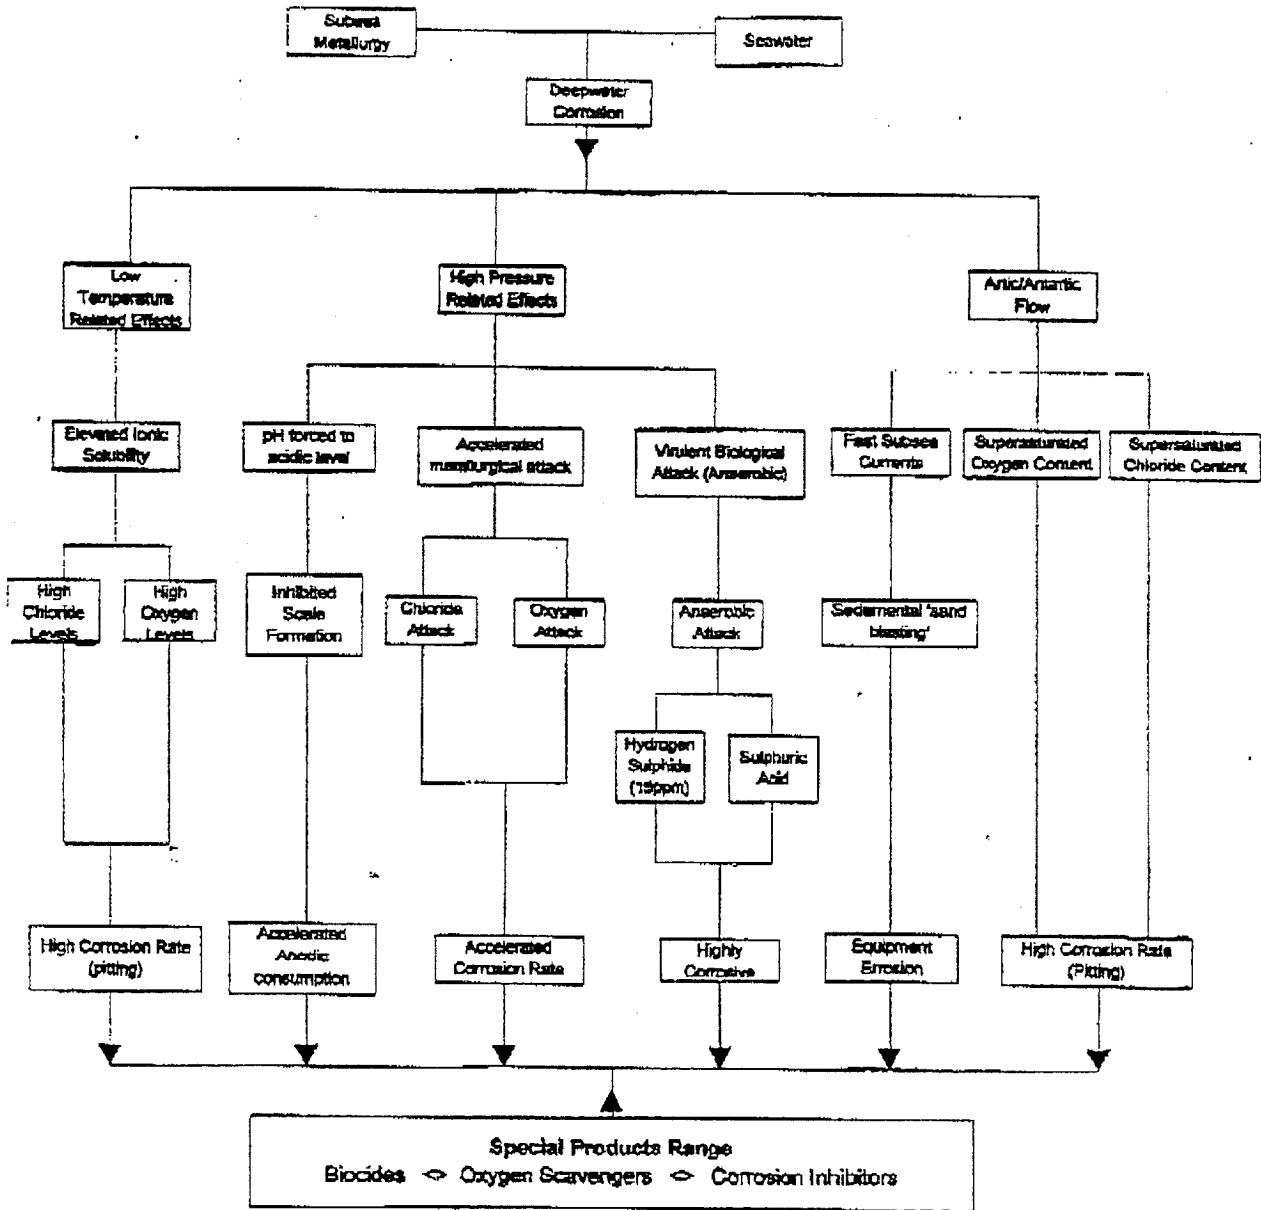 Subsea
Metallurgy
Seawater
Deepwater
Corrosion
Low
Temperature
Related Effects
High Pressure
Related Effects
Artic/Antartic
Flow
Elevated Ionic
Solubility
pH forced to
acidic level
Accelerated
metallurgical attack
Virulent Biological
Attack (Anaerobic)
Fast Subsea
Currents
Supersaturated
Oxygen Content
Supersaturated
Chloride Content
High
Chloride
Levels
High
Oxygen
Levels
Inhibited
Scale
Formation
Chloride
Attack
Oxygen
Attack
Anaerobic
Attack
Sedemental 'sand
blasting'
Hydrogen
Sulphide
(15ppm)
Sulphuric
Acid
High Corrosion Rate
(pitting)
Accelerated
Anodic
consumption
Accelerated
Corrosion Rate
Highly
Corrosive
Equipment
Errosion
High Corrosion Rate
(Pitting)
Special Products Range
Biocides <> Oxygen Scavengers <> Corrosion Inhibitors